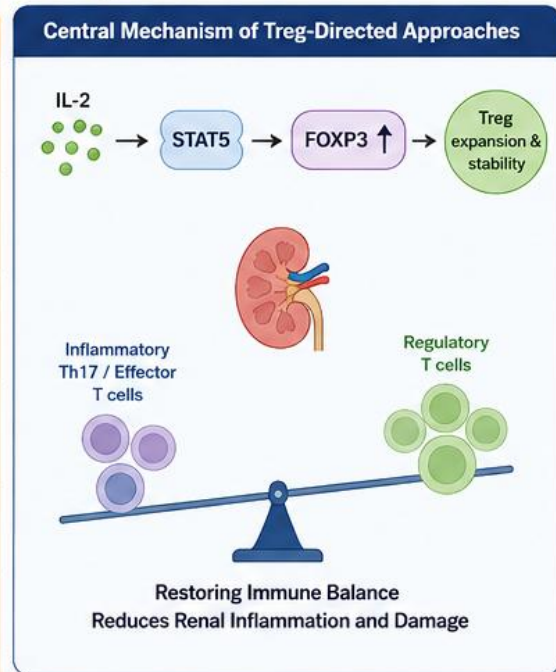 Central Mechanism of Treg-Directed Approaches
IL-2
STAT5
FOXP3 ↑
Treg
expansion &
stability
Inflammatory
Th17 / Effector
T cells
Regulatory
T cells
Restoring Immune Balance
Reduces Renal Inflammation and Damage